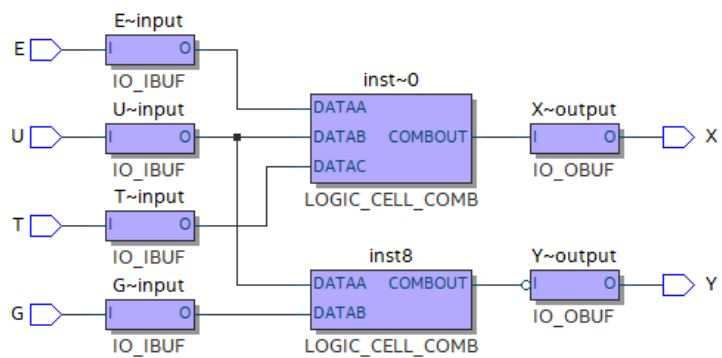 E~input
E
I
O
IO_IBUF
inst~0
U~input
DATAA
X~output
U
I
O
DATAB
COMBOUT
I
O
X
IO_IBUF
DATAC
IO_OBUF
T~input
LOGIC_CELL_COMB
T
I
O
IO_IBUF
G~input
inst8
Y~output
DATAA
COMBOUT
I
O
Y
G
I
O
DATAB
IO_OBUF
IO_IBUF
LOGIC_CELL_COMB